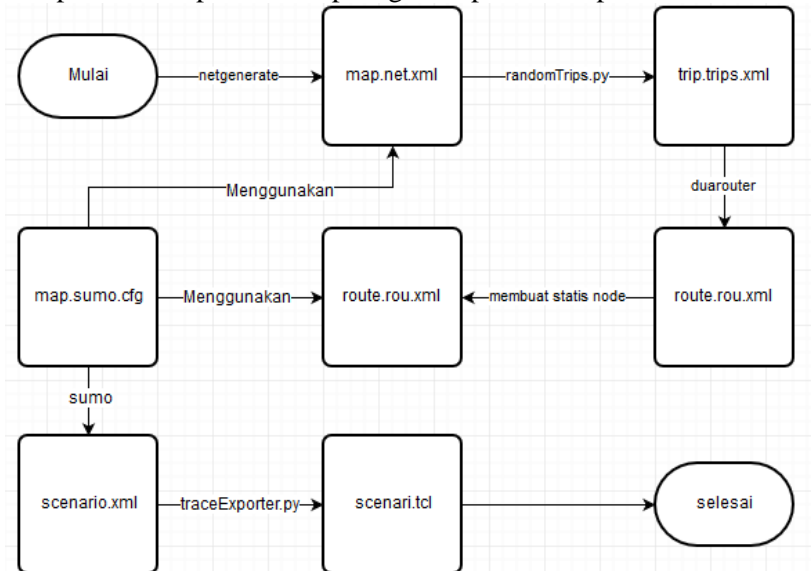 Mulai
netgenerate
map.net.xml
randomTrips.py
trip.trips.xml
Menggunakan
duarouter
map.sumo.cfg
Menggunakan
route.rou.xml
membuat statis node
route.rou.xml
sumo
scenario.xml
traceExporter.py
scenari.tcl
selesai